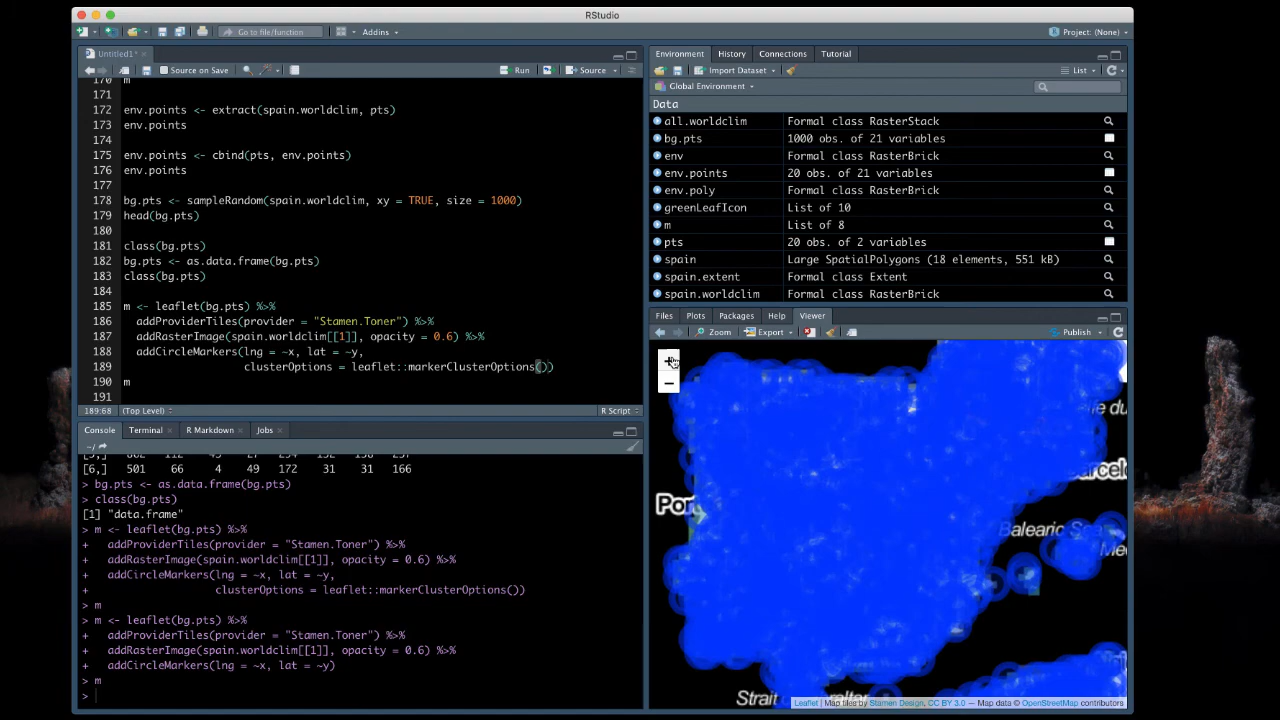 RStudio
Go to file/function
Addins
Project: (None)
Untitled1*
Source on Save
Run
Source
170 m
171
172 env.points <- extract(spain.worldclim, pts)
173 env.points
174
175 env.points <- cbind(pts, env.points)
176 env.points
177
178 bg.pts <- sampleRandom(spain.worldclim, xy = TRUE, size = 1000)
179 head(bg.pts)
180
181 class(bg.pts)
182 bg.pts <- as.data.frame(bg.pts)
183 class(bg.pts)
184
185 m <- leaflet(bg.pts) %>%
186 addProviderTiles(provider = "Stamen.Toner") %>%
187 addRasterImage(spain.worldclim[[1]], opacity = 0.6) %>%
188 addCircleMarkers(lng = ~x, lat = ~y,
189 clusterOptions = leaflet::markerClusterOptions())
190 m
191
189:68 (Top Level) R Script
Console Terminal R Markdown Jobs
~/
[6,] 501 66 4 49 172 31 31 166
> bg.pts <- as.data.frame(bg.pts)
> class(bg.pts)
[1] "data.frame"
> m <- leaflet(bg.pts) %>%
+ addProviderTiles(provider = "Stamen.Toner") %>%
+ addRasterImage(spain.worldclim[[1]], opacity = 0.6) %>%
+ addCircleMarkers(lng = ~x, lat = ~y,
+ clusterOptions = leaflet::markerClusterOptions())
> m
> m <- leaflet(bg.pts) %>%
+ addProviderTiles(provider = "Stamen.Toner") %>%
+ addRasterImage(spain.worldclim[[1]], opacity = 0.6) %>%
+ addCircleMarkers(lng = ~x, lat = ~y)
> m
>
Environment History Connections Tutorial
Import Dataset
List
Global Environment
Data
all.worldclim Formal class RasterStack
bg.pts 1000 obs. of 21 variables
env Formal class RasterBrick
env.points 20 obs. of 21 variables
env.poly Formal class RasterBrick
greenLeafIcon List of 10
m List of 8
pts 20 obs. of 2 variables
spain Large SpatialPolygons (18 elements, 551 kB)
spain.extent Formal class Extent
spain.worldclim Formal class RasterBrick
Files Plots Packages Help Viewer
Zoom Export Publish
+
−
fe du
arcelo
Por
Balearic Sea
Me
Strait
Leaflet | Map tiles by Stamen Design, CC BY 3.0 — Map data © OpenStreetMap contributors